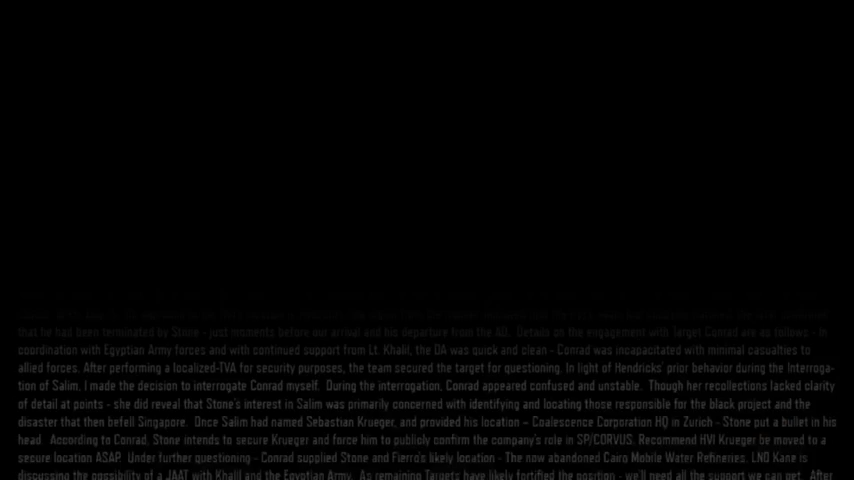 that he had been terminated by Stone - just moments before our arrival and his departure from the AO. Details on the engagement with Target Conrad are as follows - in
coordination with Egyptian Army forces and with continued support from Lt. Khalil, the DA was quick and clean - Conrad was incapacitated with minimal casualties to
allied forces. After performing a localized-TVA for security purposes, the team secured the target for questioning. In light of Hendricks' prior behavior during the Interroga-
tion of Salim, I made the decision to interrogate Conrad myself. During the interrogation, Conrad appeared confused and unstable. Though her recollections lacked clarity
of detail at points - she did reveal that Stone's interest in Salim was primarily concerned with identifying and locating those responsible for the black project and the
disaster that then befell Singapore. Once Salim had named Sebastian Krueger, and provided his location - Coalescence Corporation HQ in Zurich - Stone put a bullet in his
head. According to Conrad, Stone intends to secure Krueger and force him to publicly confirm the company's role in SP/CORVUS. Recommend HVI Krueger be moved to a
secure location ASAP. Under further questioning - Conrad supplied Stone and Fierro's likely location - The now abandoned Cairo Mobile Water Refineries. LNO Kane is
discussing the possibility of a JAAT with Khalil and the Egyptian Army. As remaining Targets have likely fortified the position - we'll need all the support we can get. After